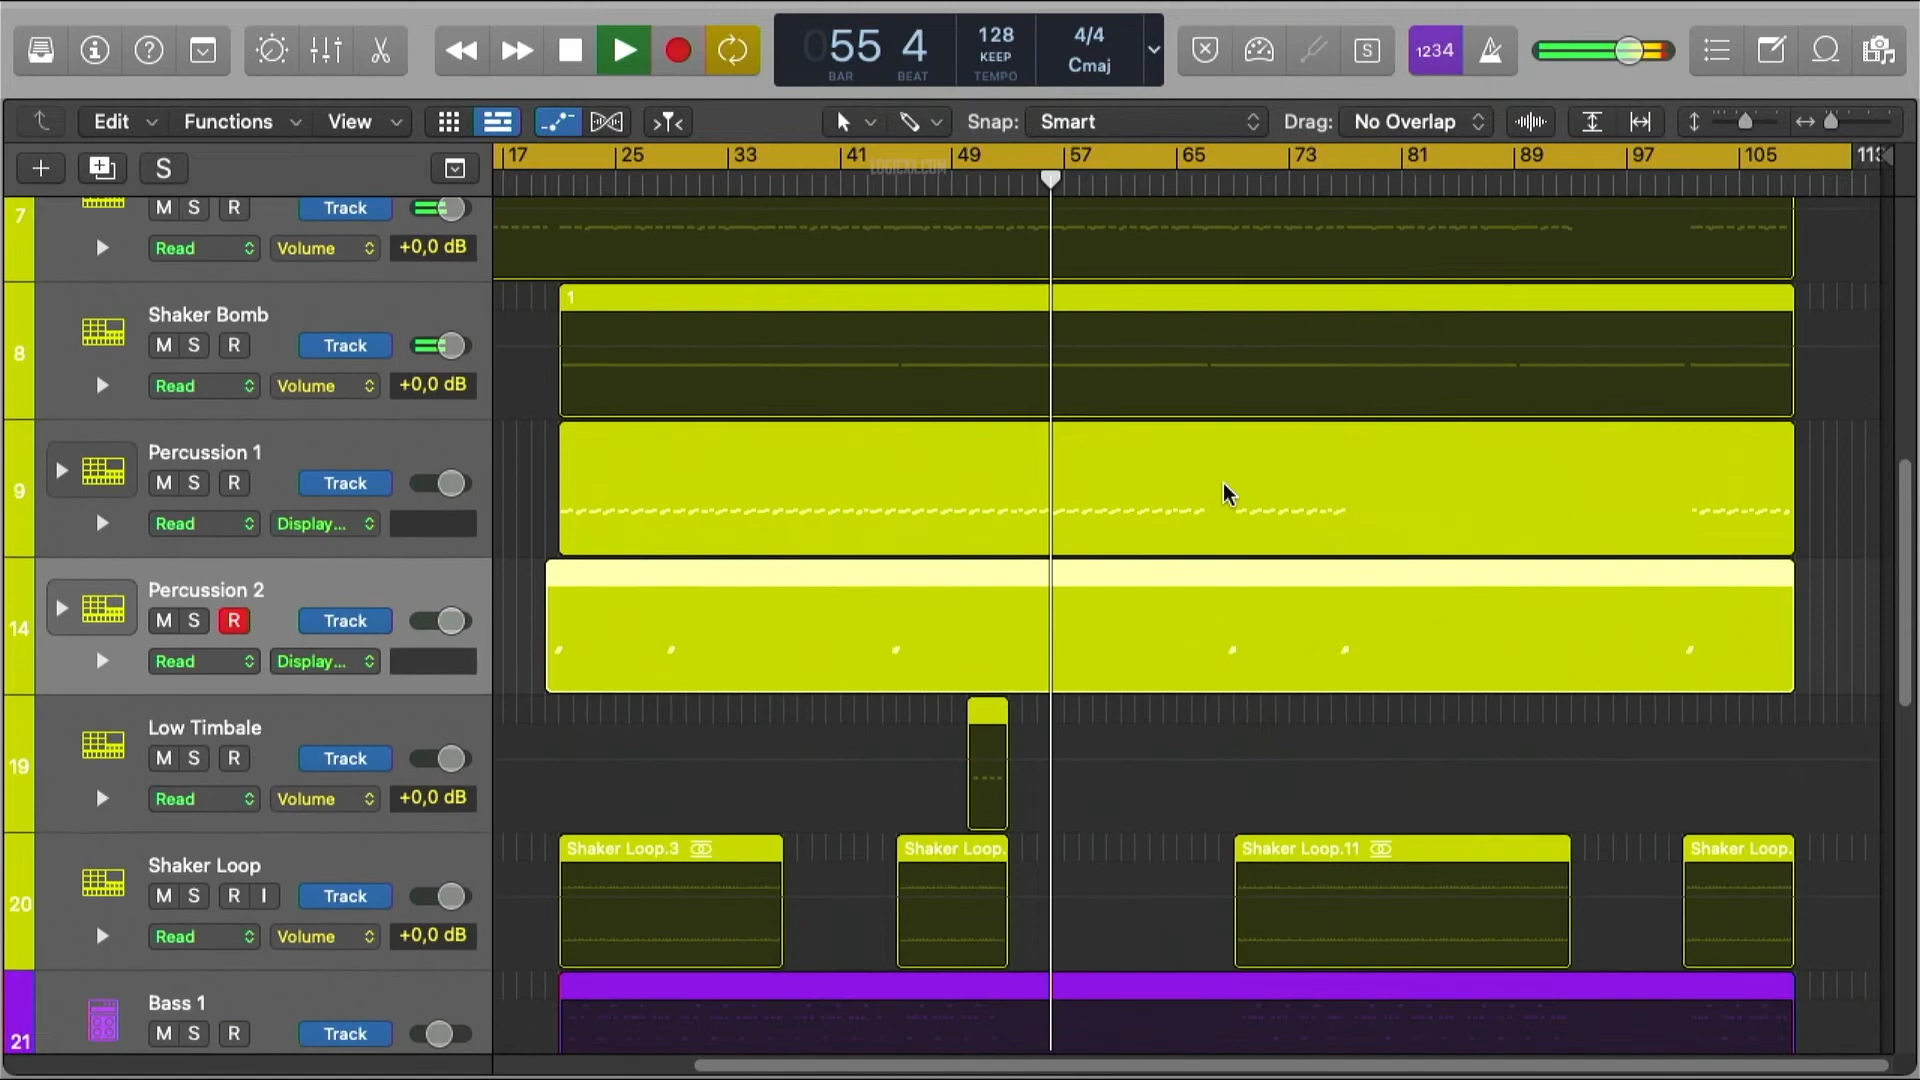 055 4
BAR BEAT
128
KEEP
TEMPO
4/4
Cmaj
S
1234
Edit Functions View Snap: Smart Drag: No Overlap
S
17 25 33 41 49 57 65 73 81 89 97 105 113
LOGICXX.COM
7
M S R Track
Read Volume +0,0 dB
8
Shaker Bomb
M S R Track
Read Volume +0,0 dB
1
9
Percussion 1
M S R Track
Read Display...
14
Percussion 2
M S R Track
Read Display...
19
Low Timbale
M S R Track
Read Volume +0,0 dB
20
Shaker Loop
M S R I Track
Read Volume +0,0 dB
Shaker Loop.3 Shaker Loop. Shaker Loop.11 Shaker Loop.
21
Bass 1
M S R Track